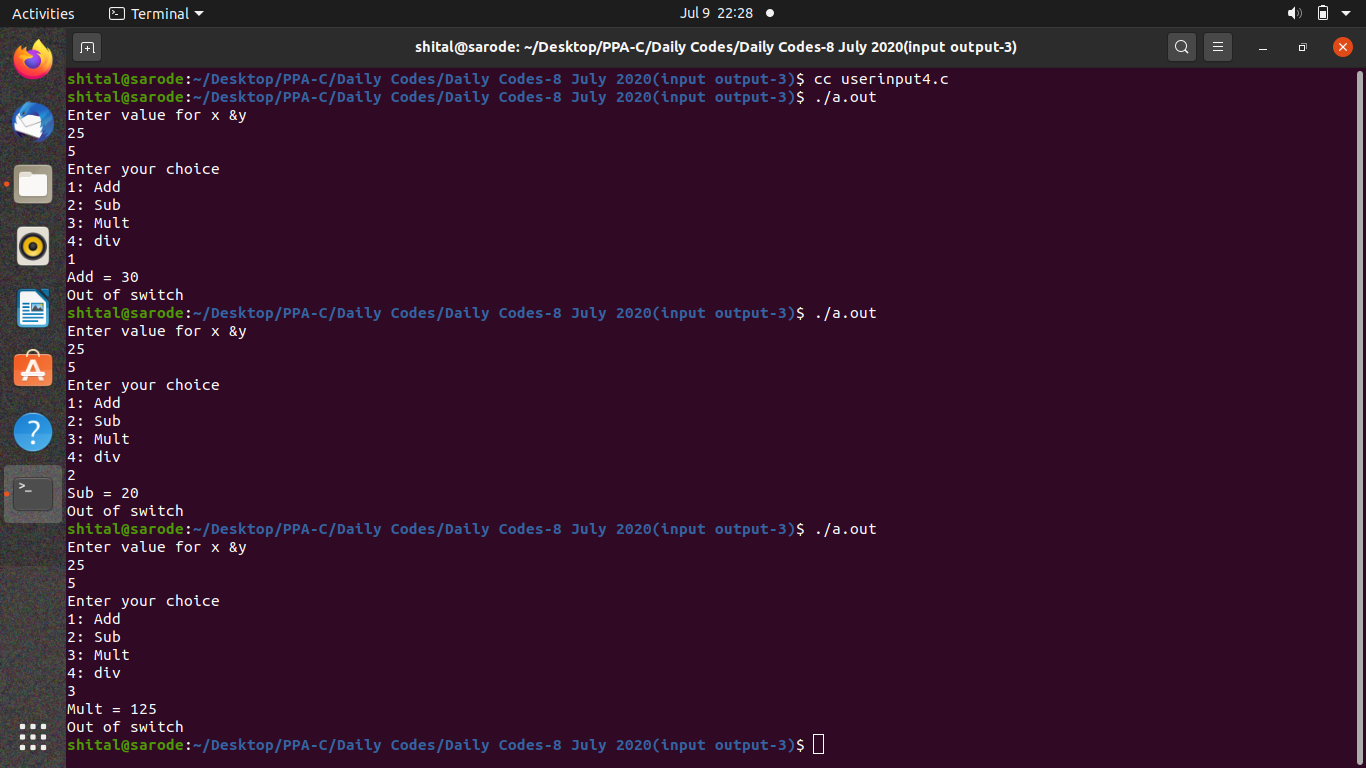 Activities Terminal Jul 9 22:28
shital@sarode: ~/Desktop/PPA-C/Daily Codes/Daily Codes-8 July 2020(input output-3)
shital@sarode:~/Desktop/PPA-C/Daily Codes/Daily Codes-8 July 2020(input output-3)$ cc userinput4.c
shital@sarode:~/Desktop/PPA-C/Daily Codes/Daily Codes-8 July 2020(input output-3)$ ./a.out
Enter value for x &y
25
5
Enter your choice
1: Add
2: Sub
3: Mult
4: div
1
Add = 30
Out of switch
shital@sarode:~/Desktop/PPA-C/Daily Codes/Daily Codes-8 July 2020(input output-3)$ ./a.out
Enter value for x &y
25
5
Enter your choice
1: Add
2: Sub
3: Mult
4: div
2
Sub = 20
Out of switch
shital@sarode:~/Desktop/PPA-C/Daily Codes/Daily Codes-8 July 2020(input output-3)$ ./a.out
Enter value for x &y
25
5
Enter your choice
1: Add
2: Sub
3: Mult
4: div
3
Mult = 125
Out of switch
shital@sarode:~/Desktop/PPA-C/Daily Codes/Daily Codes-8 July 2020(input output-3)$